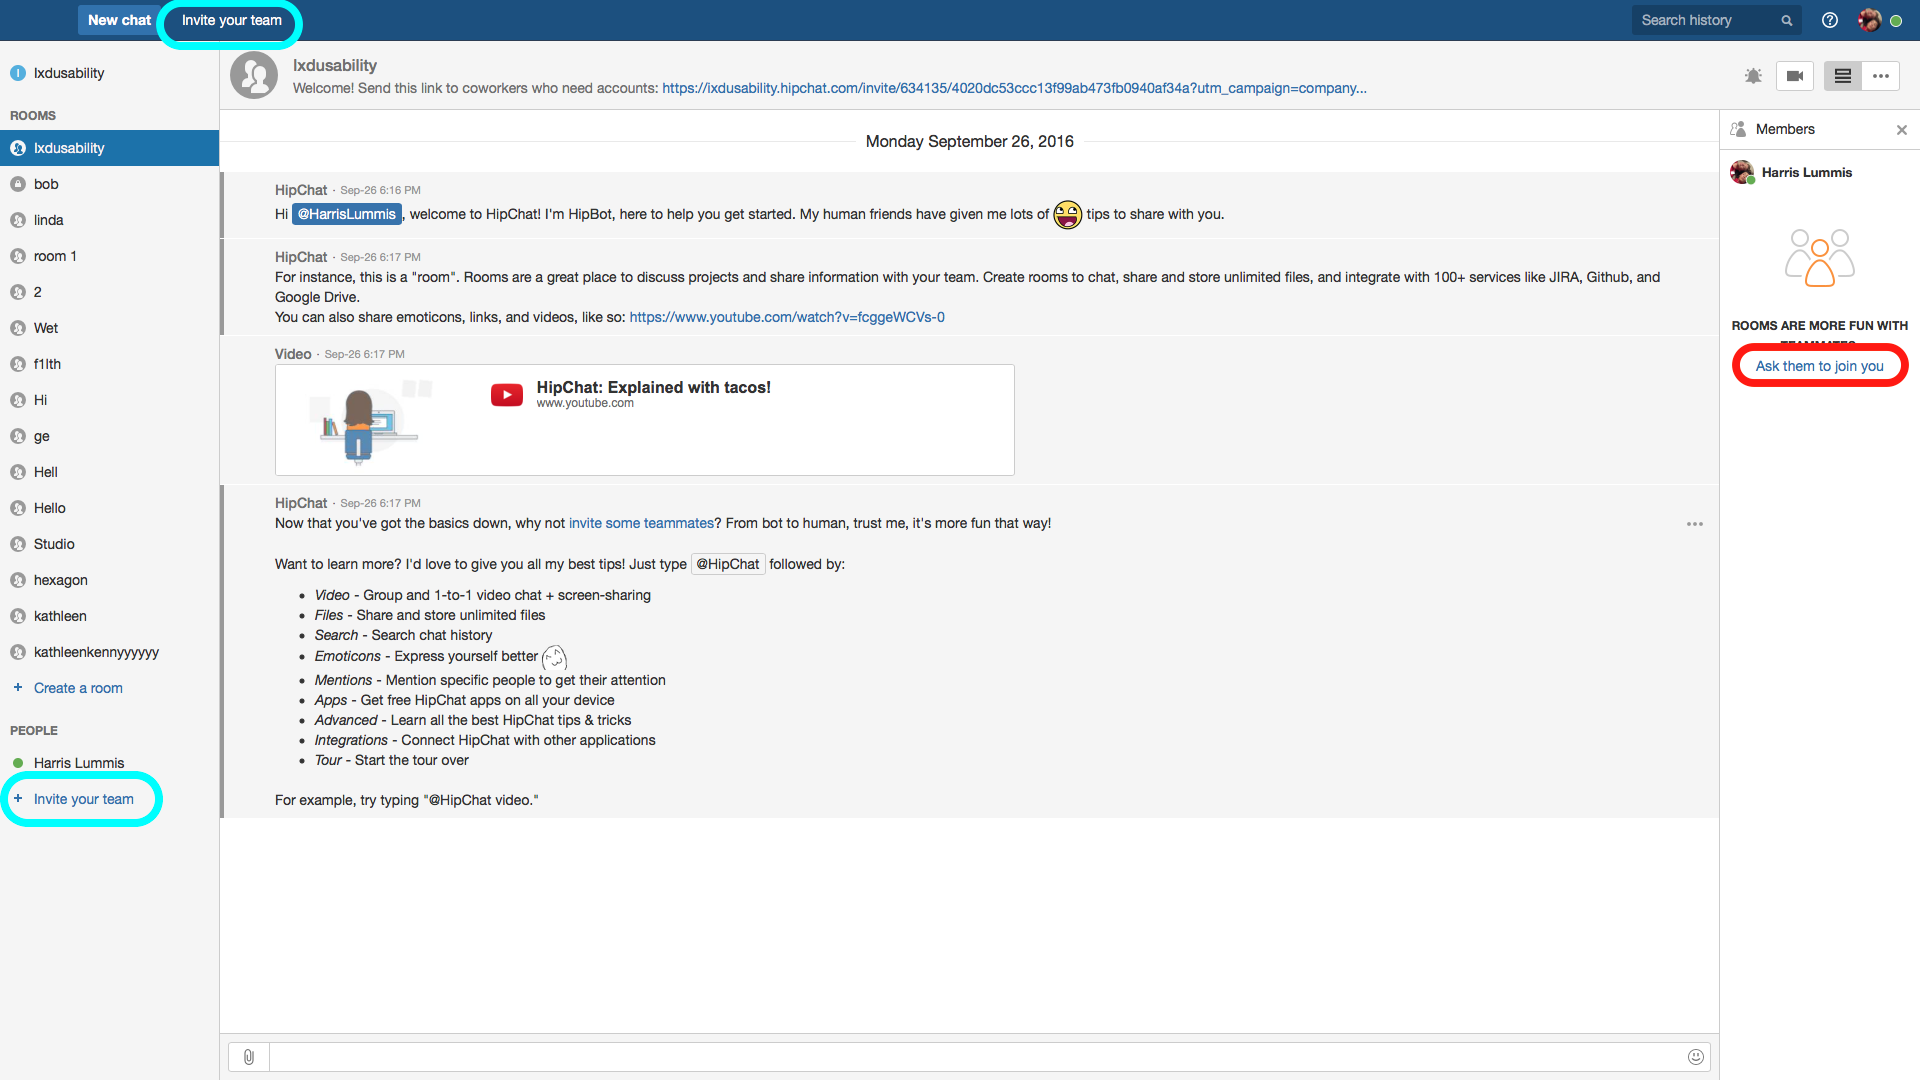 New chat
Invite your team
Search history
Ixdusability
ROOMS
Ixdusability
bob
linda
room 1
2
Wet
f1lth
Hi
ge
Hell
Hello
Studio
hexagon
kathleen
kathleenkennyyyyyy
+ Create a room
PEOPLE
Harris Lummis
+ Invite your team
Ixdusability
Welcome! Send this link to coworkers who need accounts: https://ixdusability.hipchat.com/invite/634135/4020dc53ccc13f99ab473fb0940af34a?utm_campaign=company...
Monday September 26, 2016
HipChat · Sep-26 6:16 PM
Hi @HarrisLummis, welcome to HipChat! I'm HipBot, here to help you get started. My human friends have given me lots of tips to share with you.
HipChat · Sep-26 6:17 PM
For instance, this is a "room". Rooms are a great place to discuss projects and share information with your team. Create rooms to chat, share and store unlimited files, and integrate with 100+ services like JIRA, Github, and
Google Drive.
You can also share emoticons, links, and videos, like so: https://www.youtube.com/watch?v=fcggeWCVs-0
Video · Sep-26 6:17 PM
HipChat: Explained with tacos!
www.youtube.com
HipChat · Sep-26 6:17 PM
Now that you've got the basics down, why not invite some teammates? From bot to human, trust me, it's more fun that way!
Want to learn more? I'd love to give you all my best tips! Just type @HipChat followed by:
• Video - Group and 1-to-1 video chat + screen-sharing
• Files - Share and store unlimited files
• Search - Search chat history
• Emoticons - Express yourself better
• Mentions - Mention specific people to get their attention
• Apps - Get free HipChat apps on all your device
• Advanced - Learn all the best HipChat tips & tricks
• Integrations - Connect HipChat with other applications
• Tour - Start the tour over
For example, try typing "@HipChat video."
Members
Harris Lummis
ROOMS ARE MORE FUN WITH
TEAMMATES
Ask them to join you